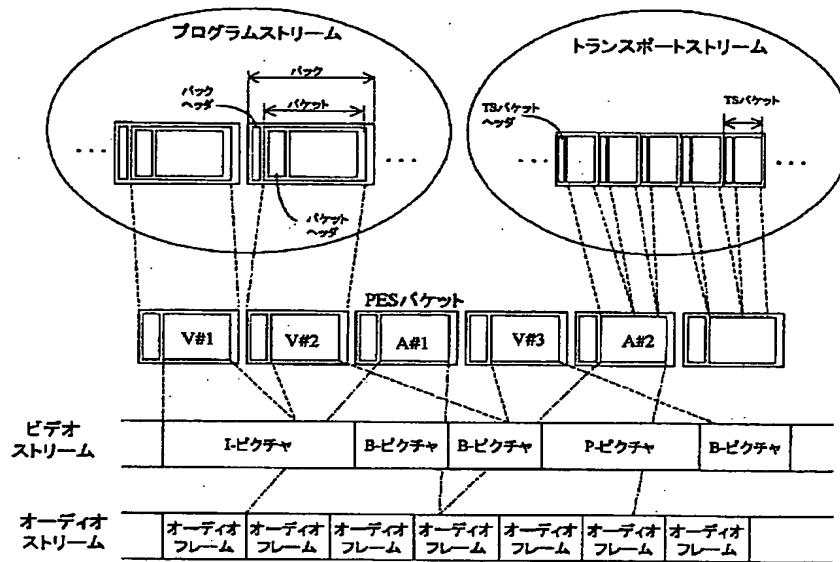 プログラムストリーム
パック
パック
ヘッダ
パケット
パケット
ヘッダ
トランスポートストリーム
TSパケット
ヘッダ
TSパケット
PESパケット
V#1
V#2
A#1
V#3
A#2
ビデオ
ストリーム
I-ピクチャ
B-ピクチャ
B-ピクチャ
P-ピクチャ
B-ピクチャ
オーディオ
ストリーム
オーディオ
フレーム
オーディオ
フレーム
オーディオ
フレーム
オーディオ
フレーム
オーディオ
フレーム
オーディオ
フレーム
オーディオ
フレーム